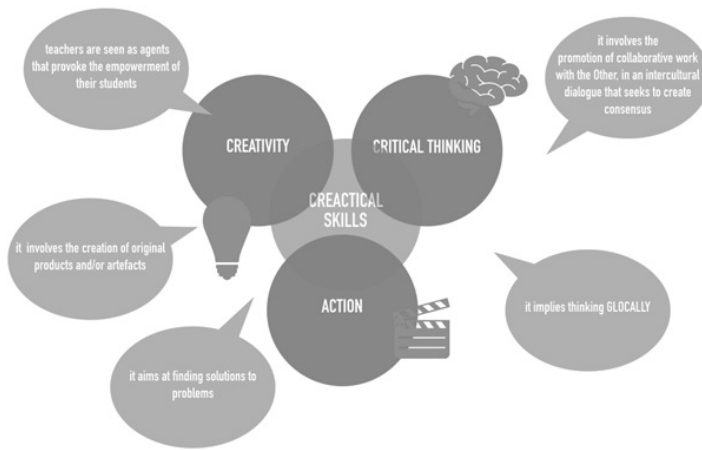 teachers are seen as agents
that provoke the empowerment of
their students
it involves the
promotion of collaborative work
with the Other, in an intercultural
dialogue that seeks to create
consensus
CREATIVITY
CRITICAL THINKING
CREACTICAL
SKILLS
it involves the creation of original
products and/or artefacts
ACTION
it implies thinking GLOCALLY
it aims at finding solutions to
problems